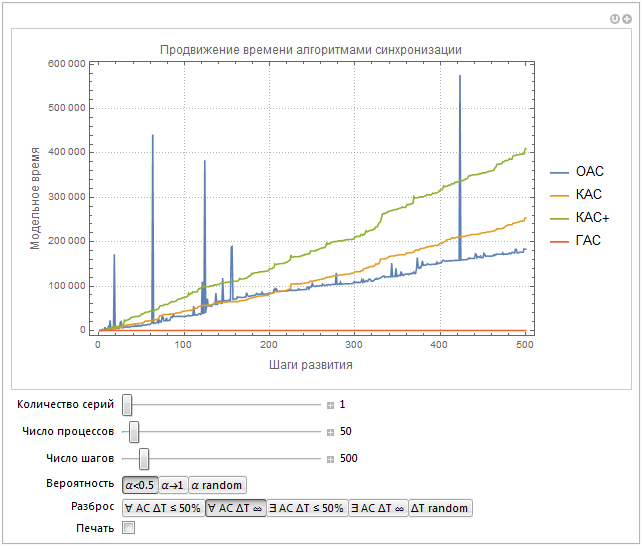 Продвижение времени алгоритмами синхронизации
Модельное время
600 000
500 000
400 000
300 000
200 000
100 000
0
0 100 200 300 400 500
Шаги развития
ОАС
КАС
КАС+
ГАС
Количество серий 1
Число процессов 50
Число шагов 500
Вероятность α<0.5 α→1 α random
Разброс ∀ AC ΔT ≤ 50% ∀ AC ΔT ∞ ∃ AC ΔT ≤ 50% ∃ AC ΔT ∞ ΔT random
Печать